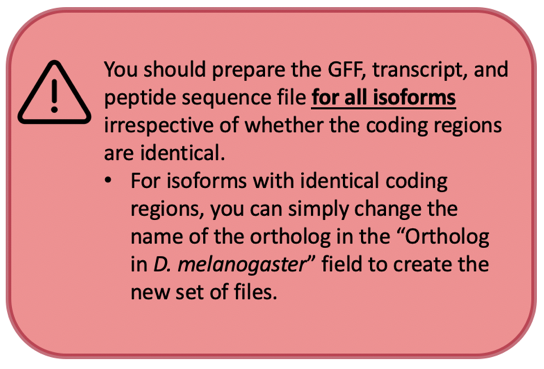 You should prepare the GFF, transcript, and
peptide sequence file for all isoforms
irrespective of whether the coding regions
are identical.
• For isoforms with identical coding
regions, you can simply change the
name of the ortholog in the “Ortholog
in D. melanogaster” field to create the
new set of files.